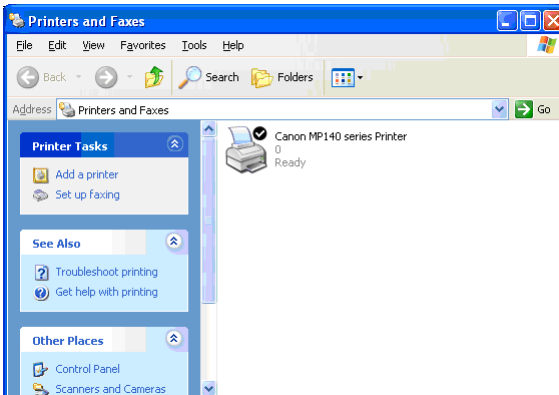 Printers and Faxes
File Edit View Favorites Tools Help
Back Search Folders
Address Printers and Faxes Go
Printer Tasks
Add a printer
Set up faxing
See Also
Troubleshoot printing
Get help with printing
Other Places
Control Panel
Scanners and Cameras
Canon MP140 series Printer
0
Ready